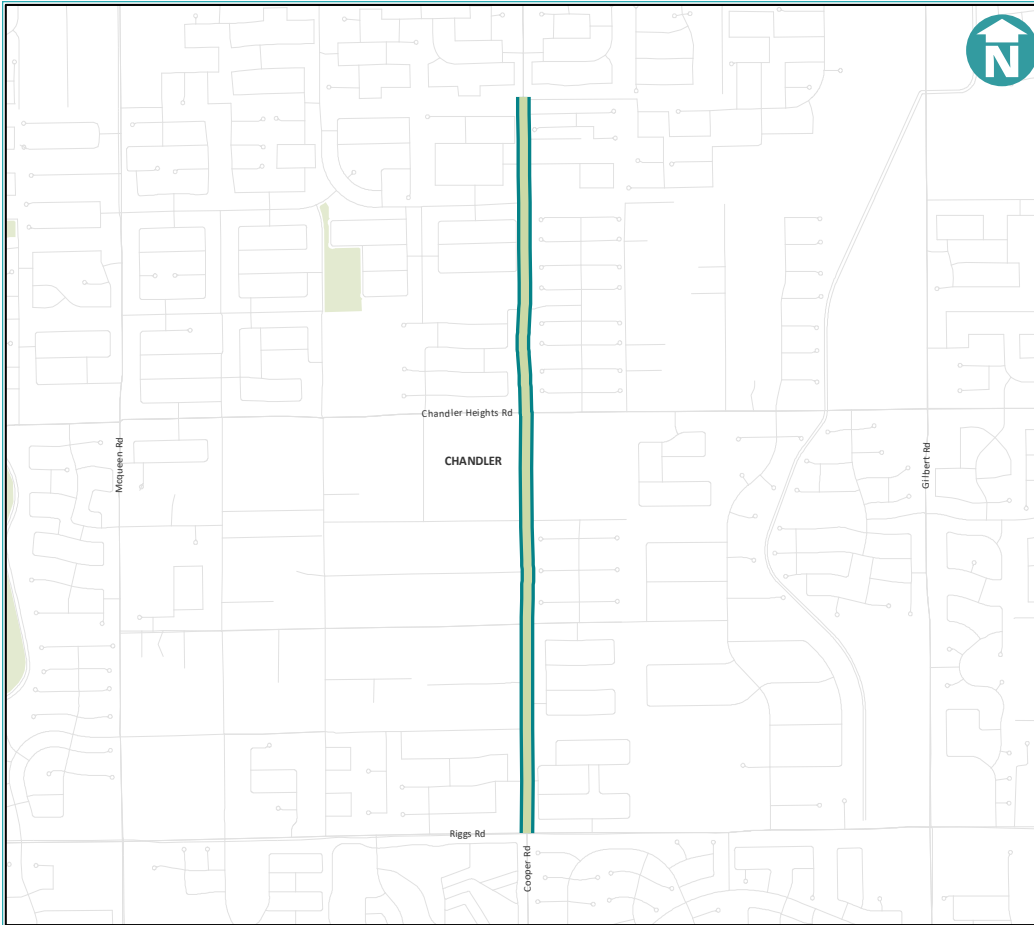 N
Chandler Heights Rd
Mcqueen Rd
CHANDLER
Gilbert Rd
Riggs Rd
Cooper Rd